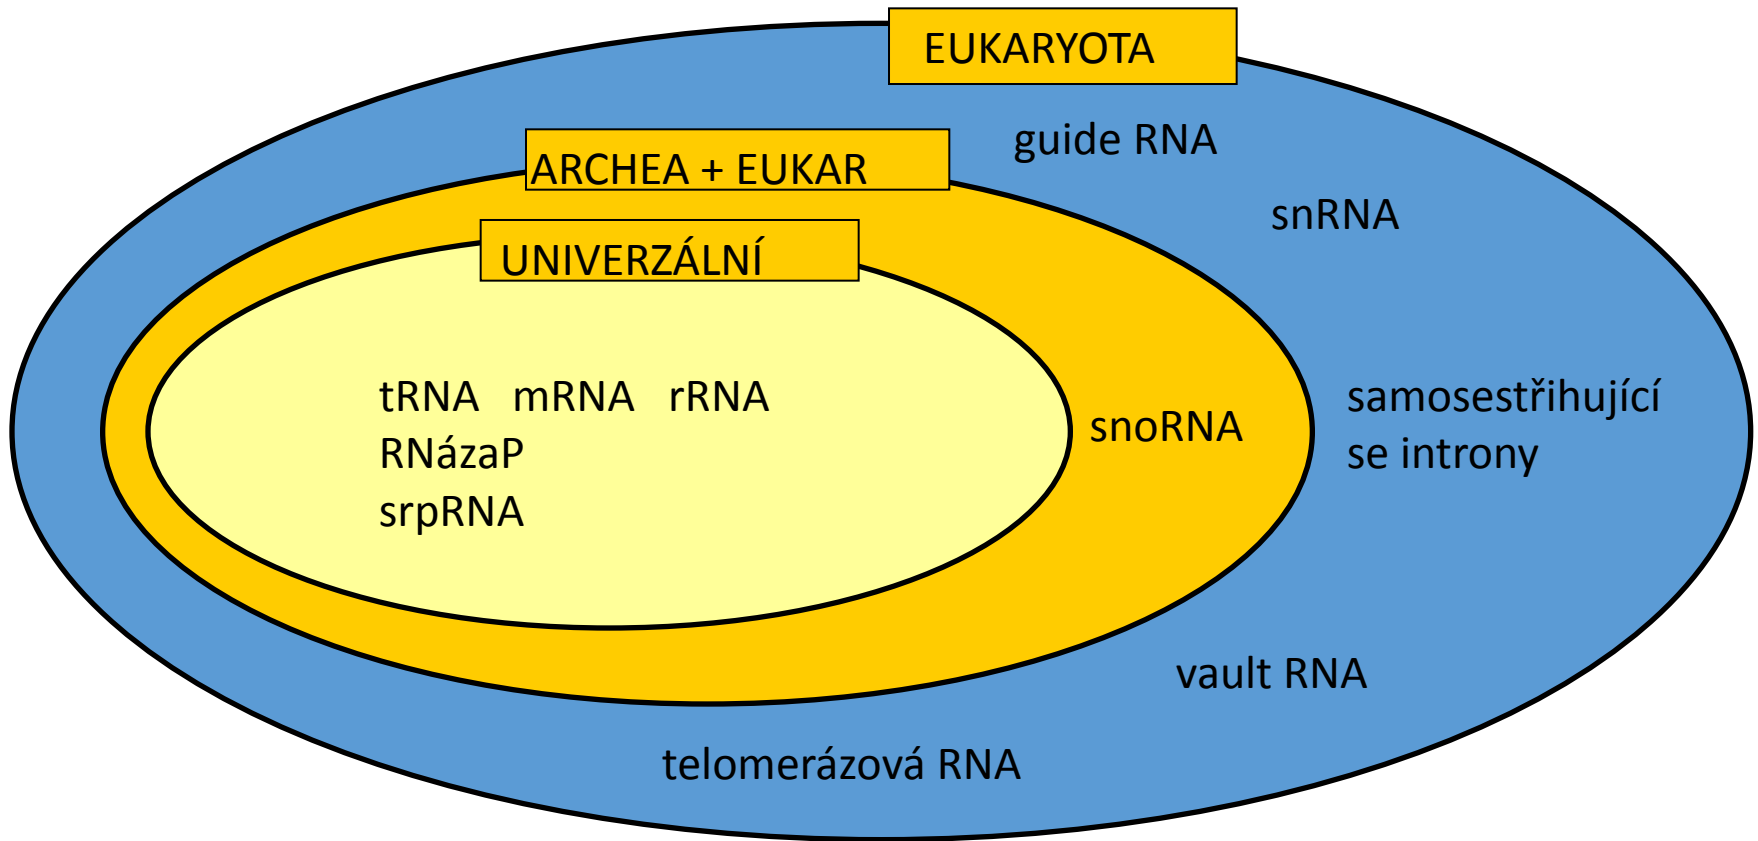 EUKARYOTA
guide RNA
ARCHEA + EUKAR
snRNA
UNIVERZÁLNÍ
tRNA mRNA rRNA
RNázaP
srpRNA
snoRNA
samosestřihující
se introny
vault RNA
telomerázová RNA